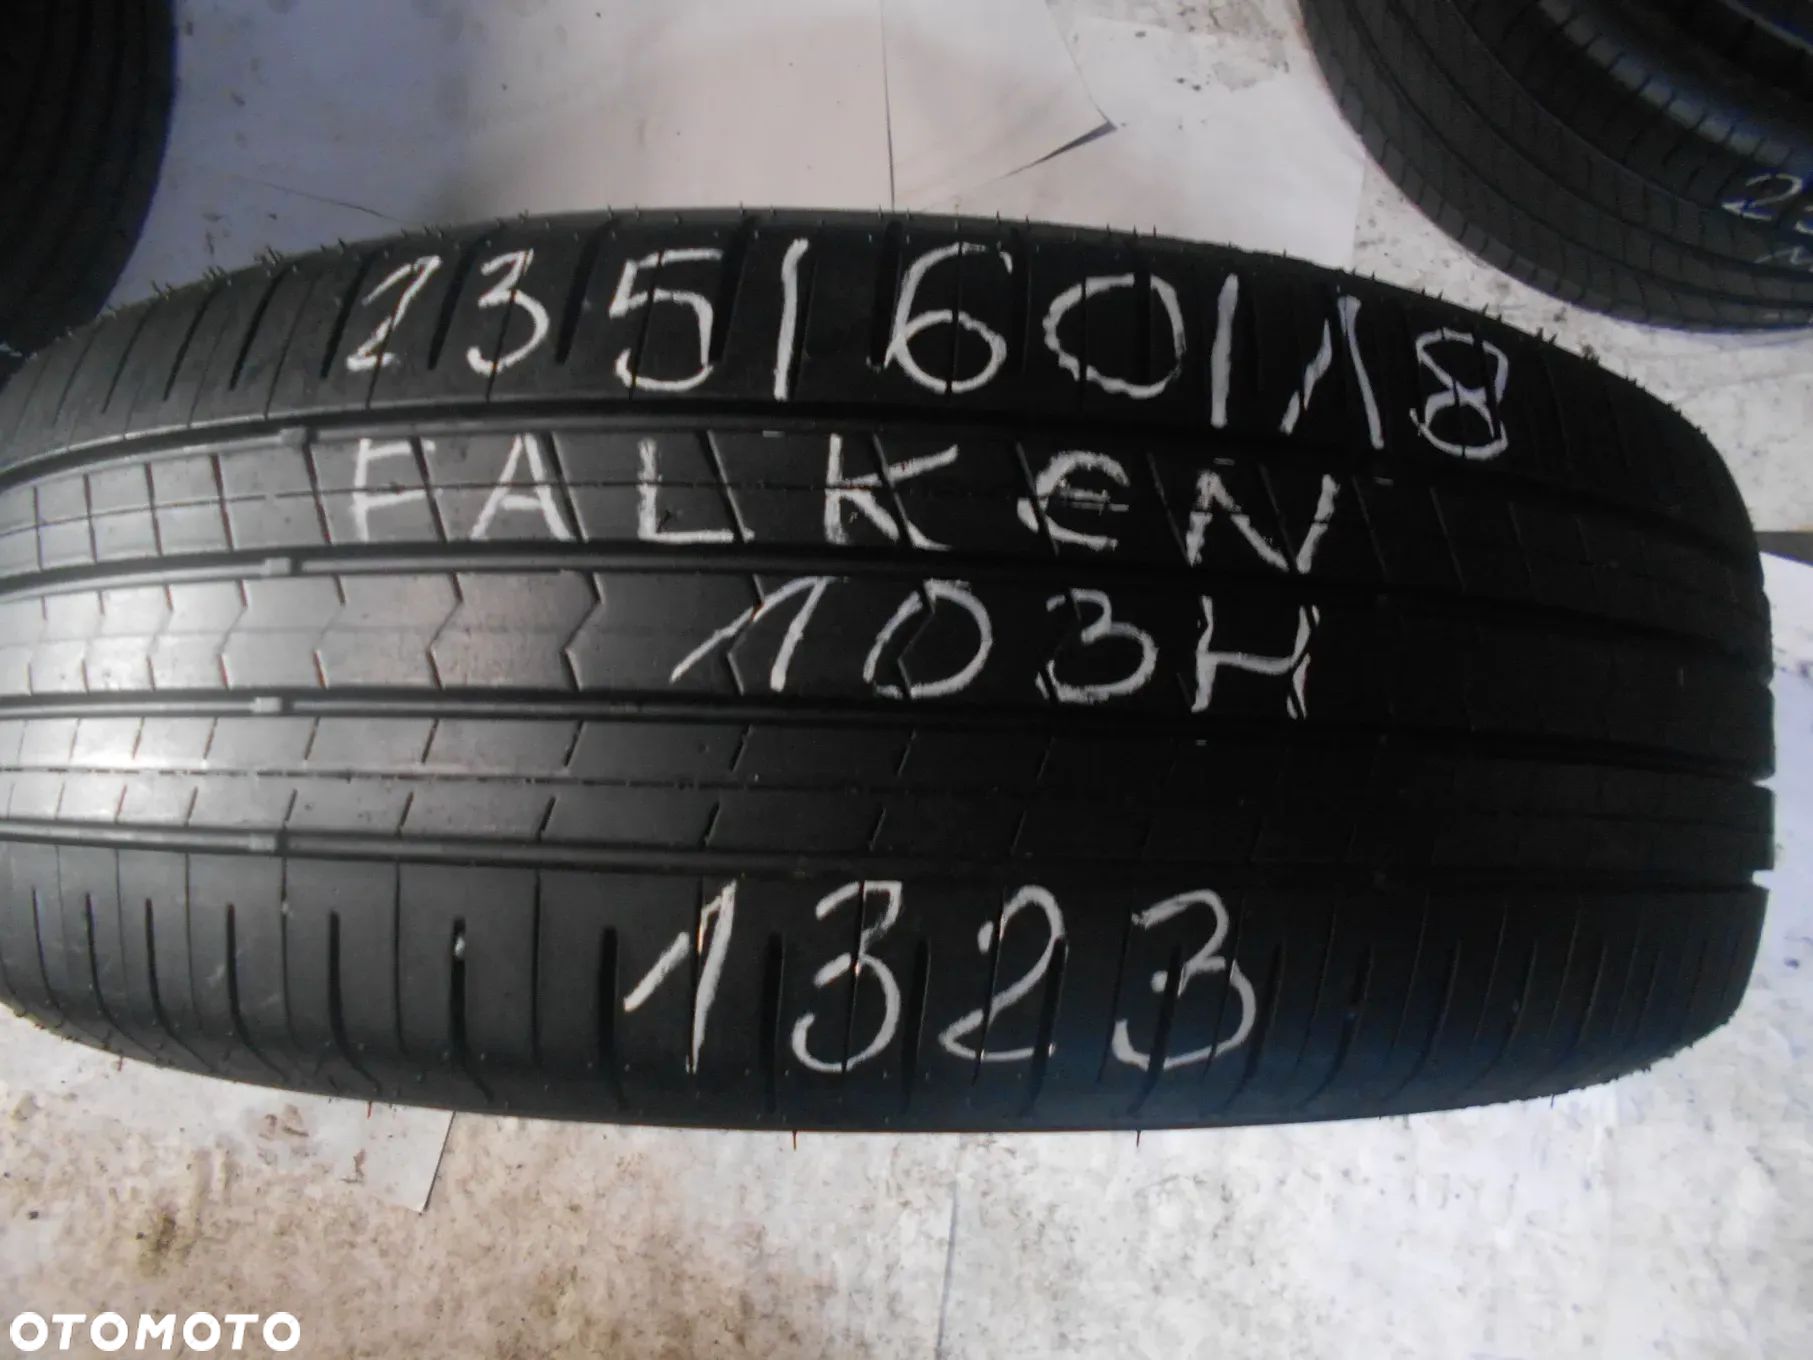 235/60/18
FALKEN
103H
1323
OTOMOTO